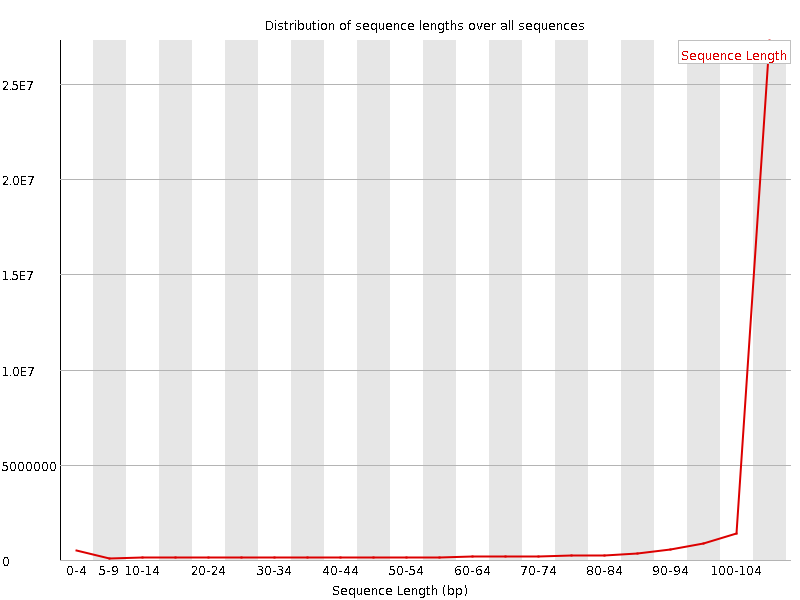 Distribution of sequence lengths over all sequences
Sequence Length
2.5E7
2.0E7
1.5E7
1.0E7
5000000
0
0-4 5-9 10-14 20-24 30-34 40-44 50-54 60-64 70-74 80-84 90-94 100-104
Sequence Length (bp)